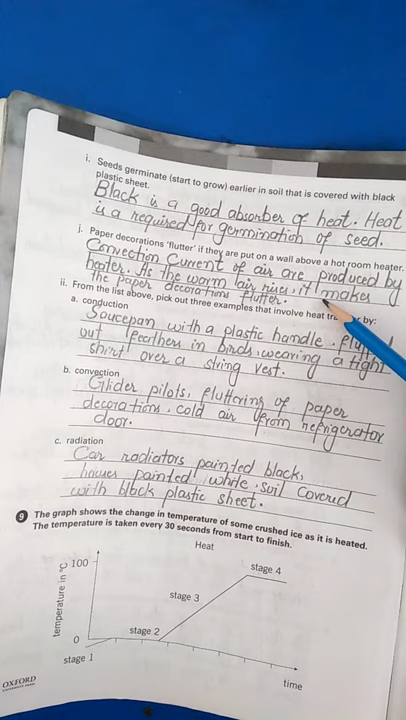 i. Seeds germinate (start to grow) earlier in soil that is covered with black
plastic sheet.
Black is a good absorber of heat. Heat
is a required for germination of seed.
j. Paper decorations 'flutter' if they are put on a wall above a hot room heater.
Convection Current of air are produced by
heater. As the warm air rises, it makes
the paper decorations flutter.
ii. From the list above, pick out three examples that involve heat by:
a. conduction
Saucepan with a plastic handle,
out feathers in birds, wearing a tight
shirt over a string vest.
b. convection
Glider pilots, fluttering of paper
decorations, cold air from refrigerator
door.
c. radiation
Car radiators painted black,
houses painted white, soil covered
with black plastic sheet.
9 The graph shows the change in temperature of some crushed ice as it is heated.
The temperature is taken every 30 seconds from start to finish.
Heat
temperature in °C
100
stage 4
stage 3
stage 2
0
stage 1
time
OXFORD
UNIVERSITY PRESS